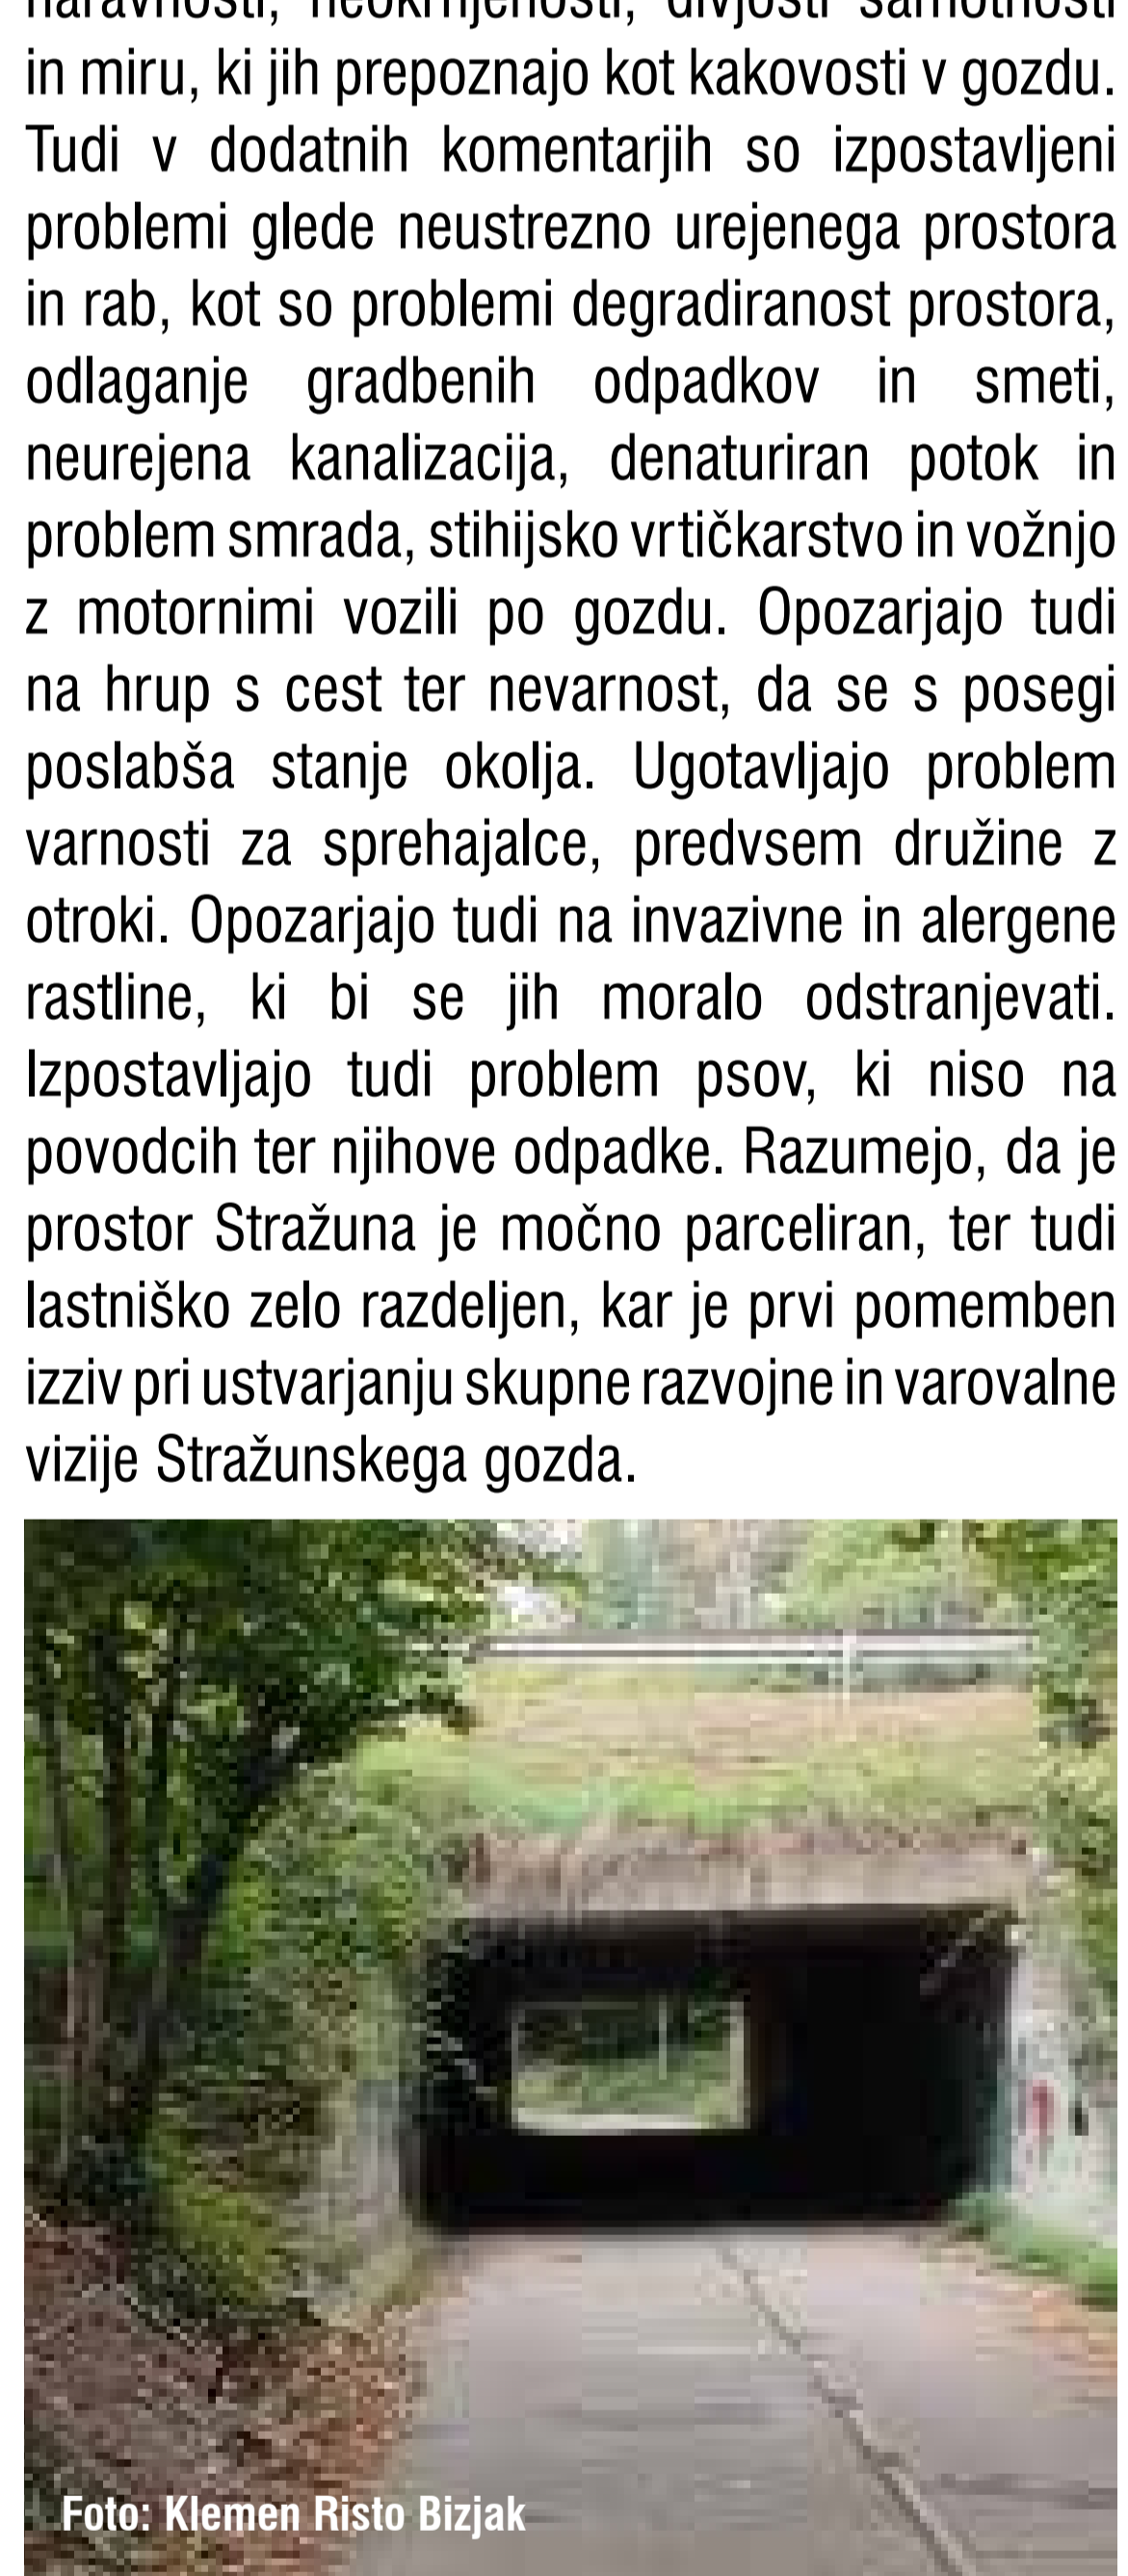 naravnosti, neokrnjenosti, divjosti samotnosti
in miru, ki jih prepoznajo kot kakovosti v gozdu.
Tudi v dodatnih komentarjih so izpostavljeni
problemi glede neustrezno urejenega prostora
in rab, kot so problemi degradiranost prostora,
odlaganje gradbenih odpadkov in smeti,
neurejena kanalizacija, denaturiran potok in
problem smrada, stihijsko vrtičkarstvo in vožnjo
z motornimi vozili po gozdu. Opozarjajo tudi
na hrup s cest ter nevarnost, da se s posegi
poslabša stanje okolja. Ugotavljajo problem
varnosti za sprehajalce, predvsem družine z
otroki. Opozarjajo tudi na invazivne in alergene
rastline, ki bi se jih moralo odstranjevati.
Izpostavljajo tudi problem psov, ki niso na
povodcih ter njihove odpadke. Razumejo, da je
prostor Stražuna je močno parceliran, ter tudi
lastniško zelo razdeljen, kar je prvi pomemben
izziv pri ustvarjanju skupne razvojne in varovalne
vizije Stražunskega gozda.
Foto: Klemen Risto Bizjak